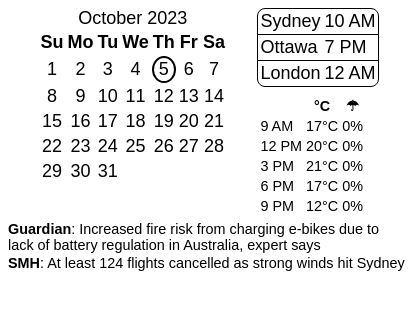 October 2023
Su Mo Tu We Th Fr Sa
1 2 3 4 5 6 7
8 9 10 11 12 13 14
15 16 17 18 19 20 21
22 23 24 25 26 27 28
29 30 31
Sydney 10 AM
Ottawa 7 PM
London 12 AM
°C ☂
9 AM 17°C 0%
12 PM 20°C 0%
3 PM 21°C 0%
6 PM 17°C 0%
9 PM 12°C 0%
Guardian: Increased fire risk from charging e-bikes due to
lack of battery regulation in Australia, expert says
SMH: At least 124 flights cancelled as strong winds hit Sydney